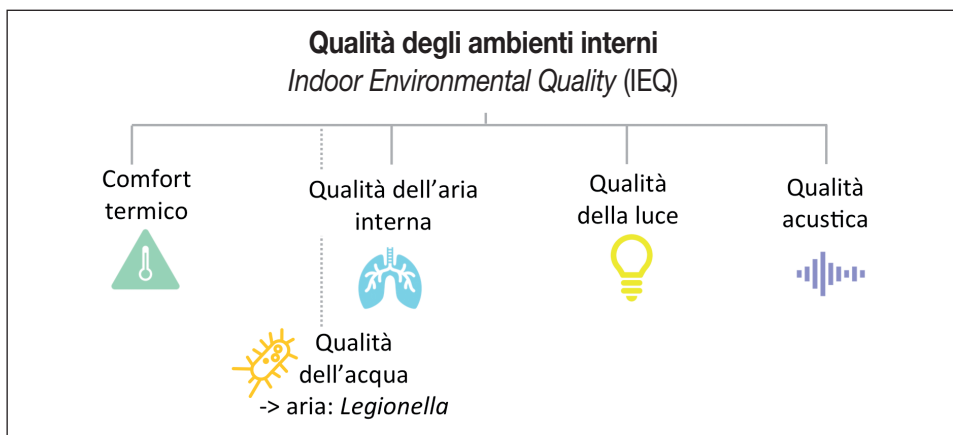 Qualità degli ambienti interni
Indoor Environmental Quality (IEQ)
Comfort
termico
Qualità dell’aria
interna
Qualità
della luce
Qualità
acustica
Qualità
dell’acqua
-> aria: Legionella